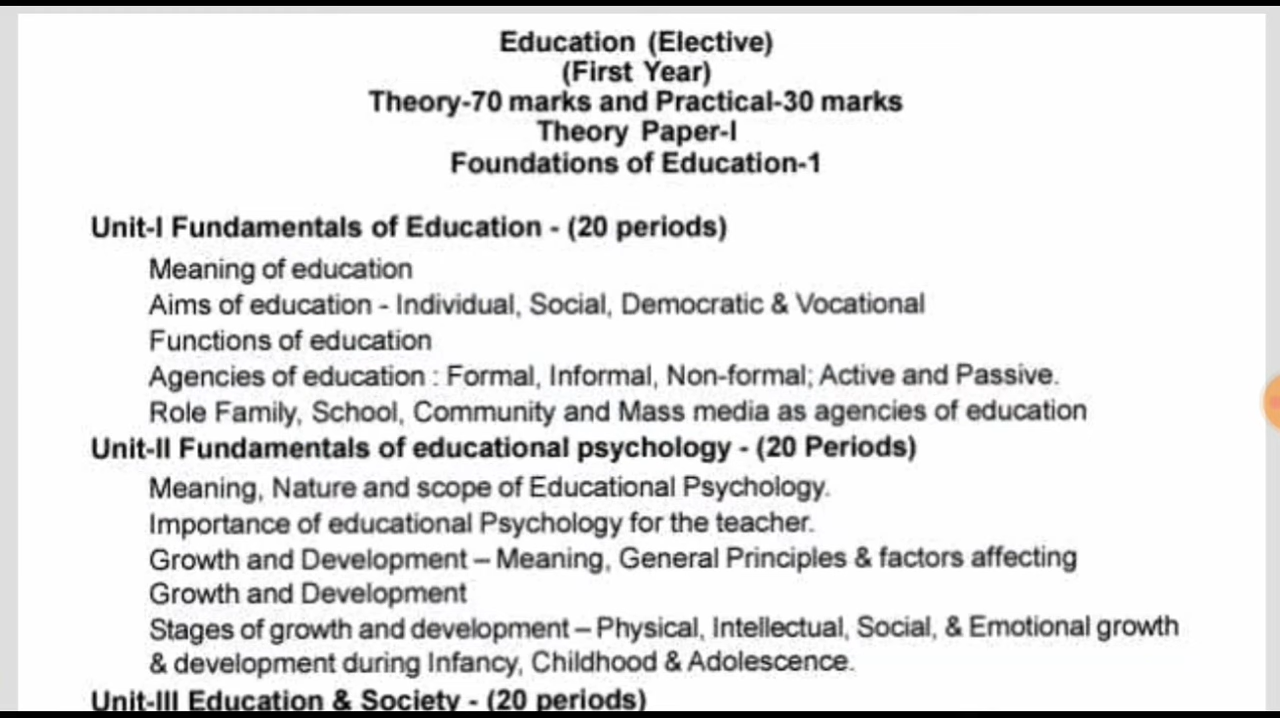 Education (Elective)
(First Year)
Theory-70 marks and Practical-30 marks
Theory Paper-I
Foundations of Education-1
Unit-I Fundamentals of Education - (20 periods)
Meaning of education
Aims of education - Individual, Social, Democratic & Vocational
Functions of education
Agencies of education : Formal, Informal, Non-formal; Active and Passive.
Role Family, School, Community and Mass media as agencies of education
Unit-II Fundamentals of educational psychology - (20 Periods)
Meaning, Nature and scope of Educational Psychology.
Importance of educational Psychology for the teacher.
Growth and Development – Meaning, General Principles & factors affecting
Growth and Development
Stages of growth and development – Physical, Intellectual, Social, & Emotional growth
& development during Infancy, Childhood & Adolescence.
Unit-III Education & Society - (20 periods)